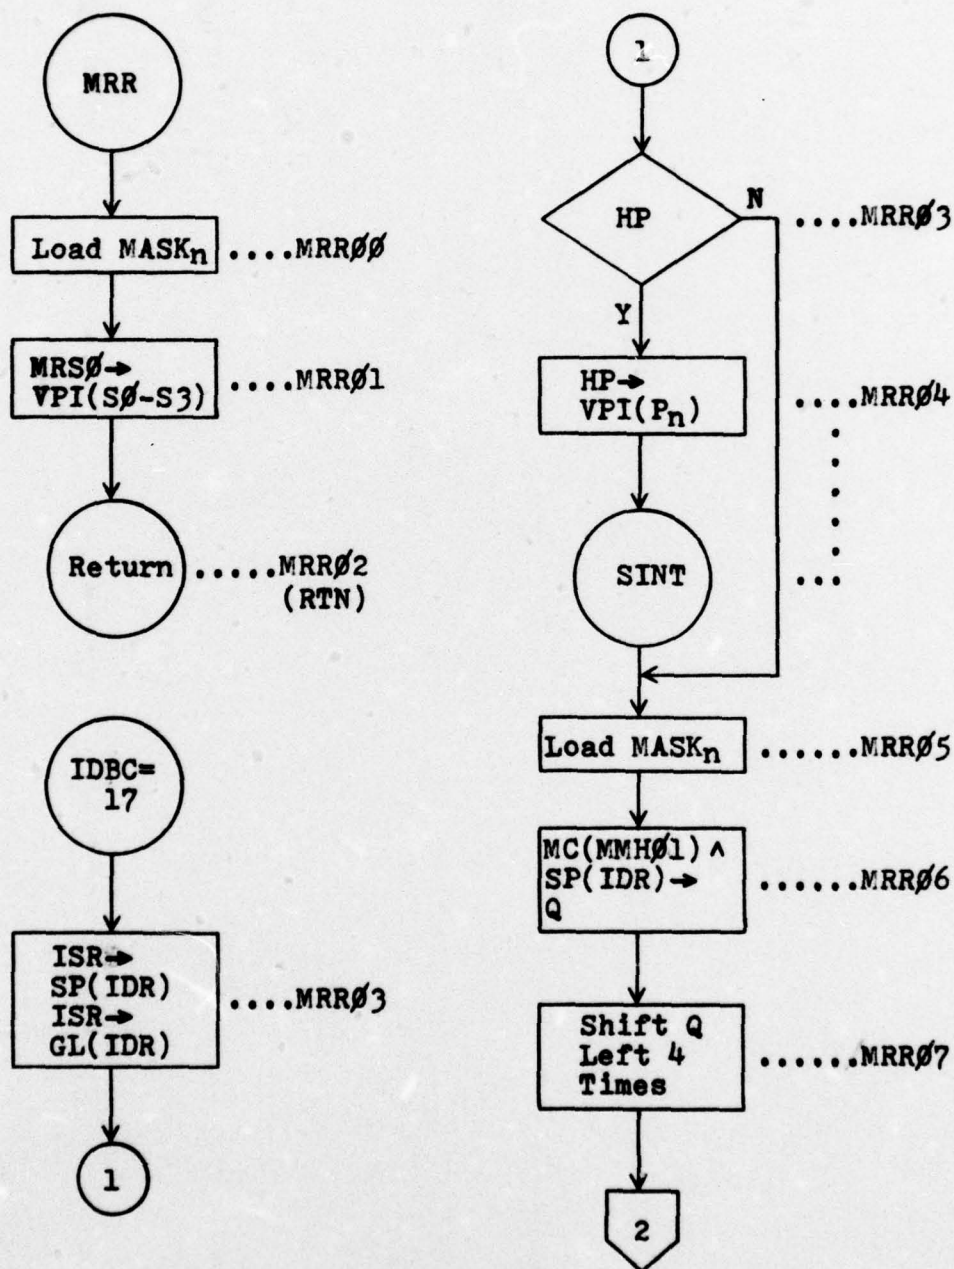 MRR
Load MASKn ....MRRØØ
MRSØ→
VPI(SØ-S3) ....MRRØ1
Return .....MRRØ2
(RTN)
IDBC=
17
ISR→
SP(IDR)
ISR→ ....MRRØ3
GL(IDR)
1
1
HP N ....MRRØ3
Y
HP→
VPI(Pn) ....MRRØ4
SINT ...
Load MASKn ......MRRØ5
MC(MMHØ1) ∧
SP(IDR)→ ......MRRØ6
Q
Shift Q
Left 4 ......MRRØ7
Times
2